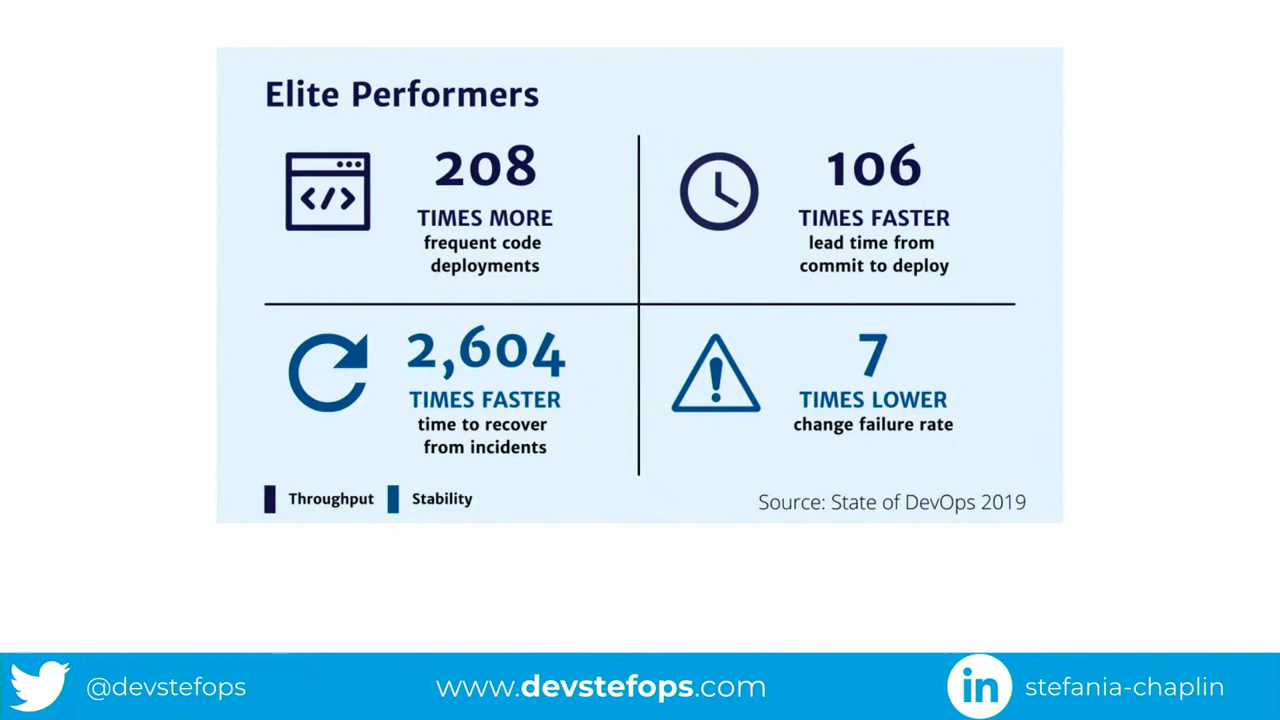 Elite Performers
208
TIMES MORE
frequent code
deployments
106
TIMES FASTER
lead time from
commit to deploy
2,604
TIMES FASTER
time to recover
from incidents
7
TIMES LOWER
change failure rate
Throughput
Stability
Source: State of DevOps 2019
@devstefops
www.devstefops.com
in
stefania-chaplin